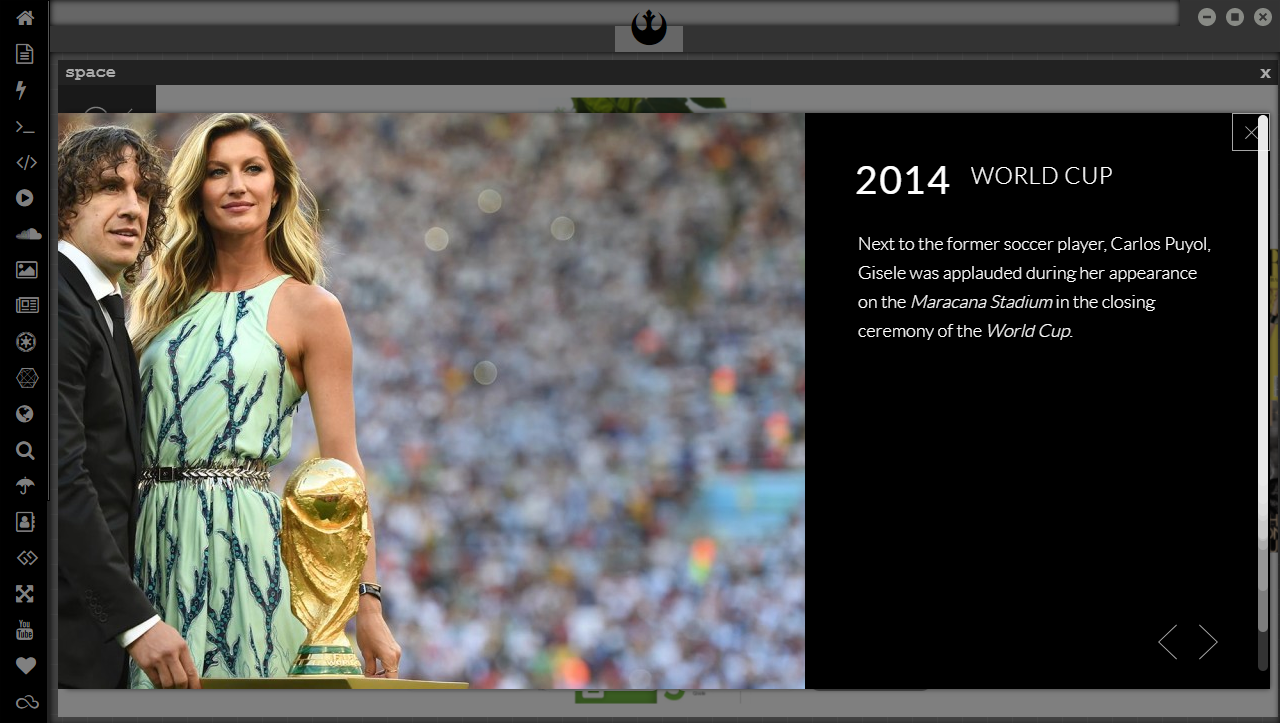 space
x
2014 WORLD CUP
Next to the former soccer player, Carlos Puyol,
Gisele was applauded during her appearance
on the Maracana Stadium in the closing
ceremony of the World Cup.
You
Tube